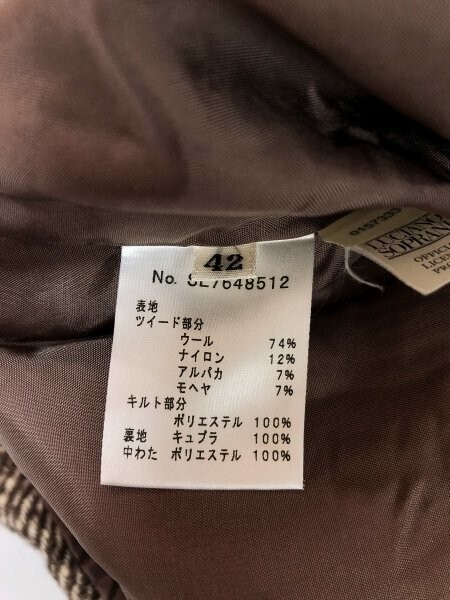 42
No. SL7648512
表地
ツイード部分
ウール 74%
ナイロン 12%
アルパカ 7%
モヘヤ 7%
キルト部分
ポリエステル 100%
裏地 キュプラ 100%
中わた ポリエステル 100%
LUCIANO
SOPRANI